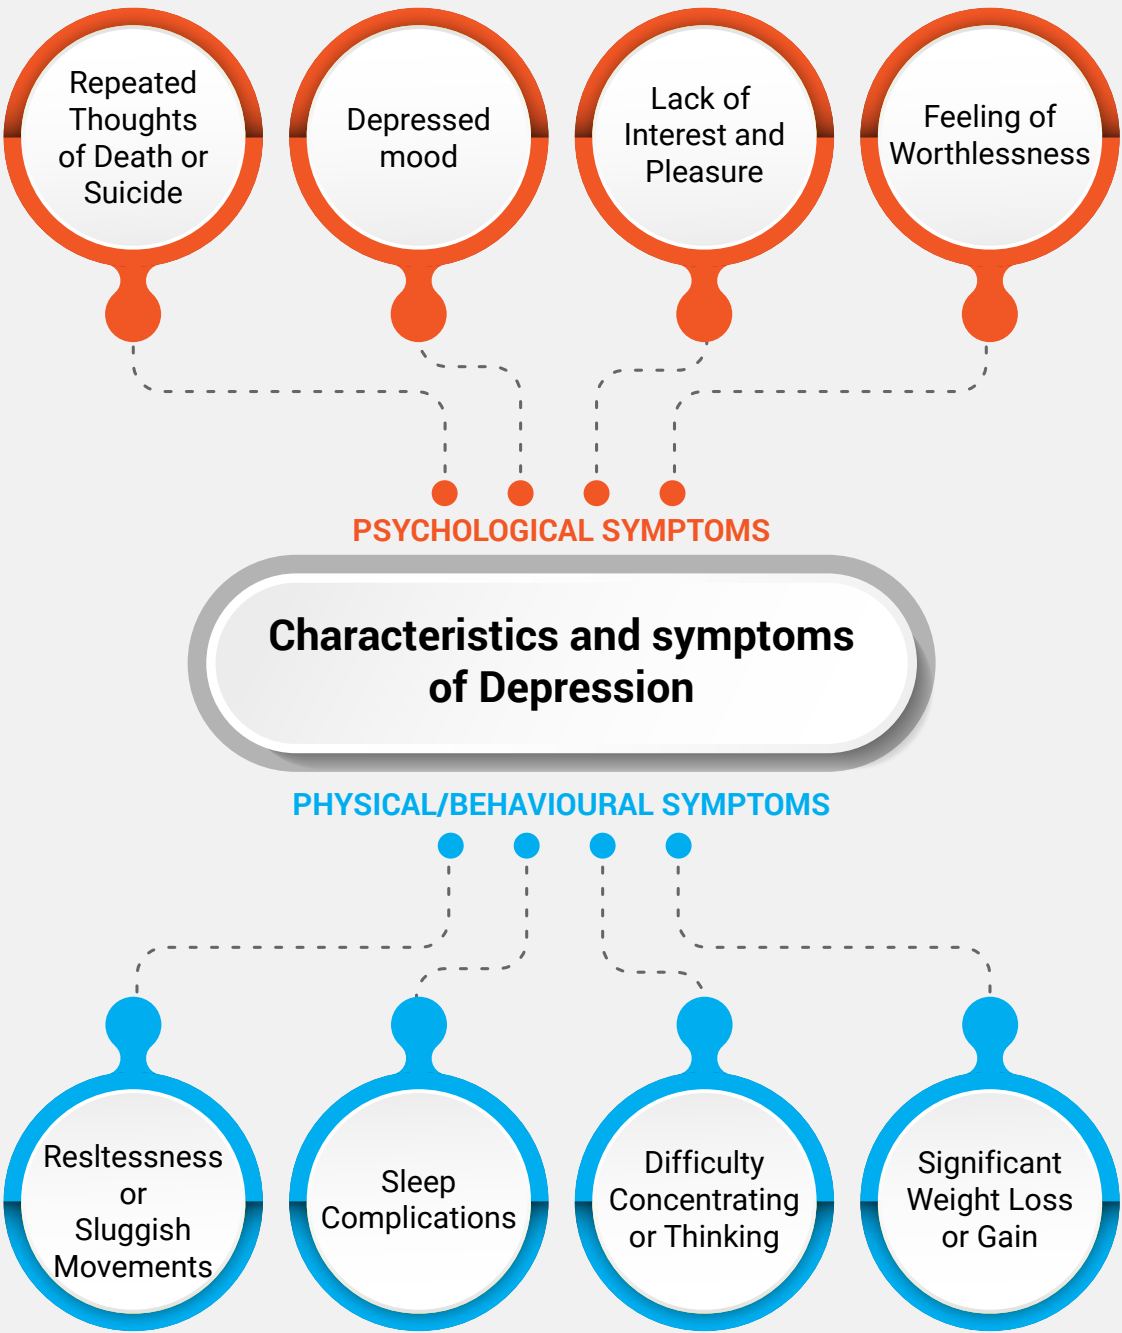 Repeated
Thoughts
of Death or
Suicide
Depressed
mood
Lack of
Interest and
Pleasure
Feeling of
Worthlessness
PSYCHOLOGICAL SYMPTOMS
Characteristics and symptoms
of Depression
PHYSICAL/BEHAVIOURAL SYMPTOMS
Resltessness
or
Sluggish
Movements
Sleep
Complications
Difficulty
Concentrating
or Thinking
Significant
Weight Loss
or Gain